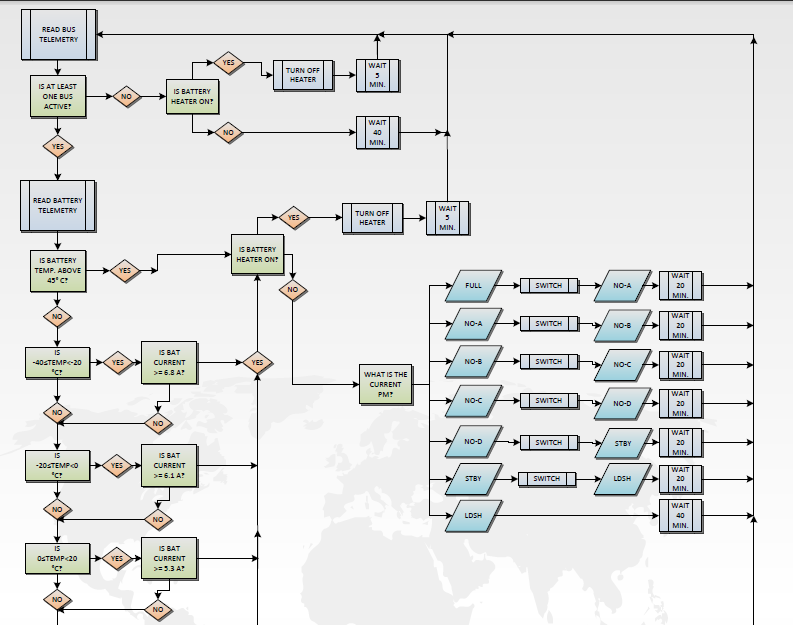 READ BUS
TELEMETRY
IS AT LEAST
ONE BUS
ACTIVE?
NO
IS BATTERY
HEATER ON?
YES
TURN OFF
HEATER
WAIT
5
MIN.
NO
WAIT
40
MIN.
YES
READ BATTERY
TELEMETRY
IS BATTERY
TEMP. ABOVE
45° C?
YES
IS BATTERY
HEATER ON?
YES
TURN OFF
HEATER
WAIT
5
MIN.
NO
NO
IS
-40≤TEMP<-20
°C?
YES
IS BAT
CURRENT
>= 6.8 A?
YES
NO
NO
IS
-20≤TEMP<0
°C?
YES
IS BAT
CURRENT
>= 6.1 A?
NO
NO
IS
0≤TEMP<20
°C?
YES
IS BAT
CURRENT
>= 5.3 A?
NO
NO
WHAT IS THE
CURRENT
PM?
FULL
SWITCH
NO-A
WAIT
20
MIN.
NO-A
SWITCH
NO-B
WAIT
20
MIN.
NO-B
SWITCH
NO-C
WAIT
20
MIN.
NO-C
SWITCH
NO-D
WAIT
20
MIN.
NO-D
SWITCH
STBY
WAIT
20
MIN.
STBY
SWITCH
LDSH
WAIT
20
MIN.
LDSH
WAIT
40
MIN.